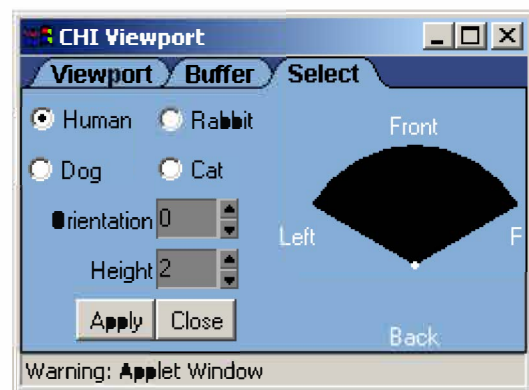 CHI Viewport
Viewport Buffer Select
Human Rabbit
Front
Dog Cat
Orientation 0
Left F
Height 2
Apply Close
Back
Warning: Applet Window